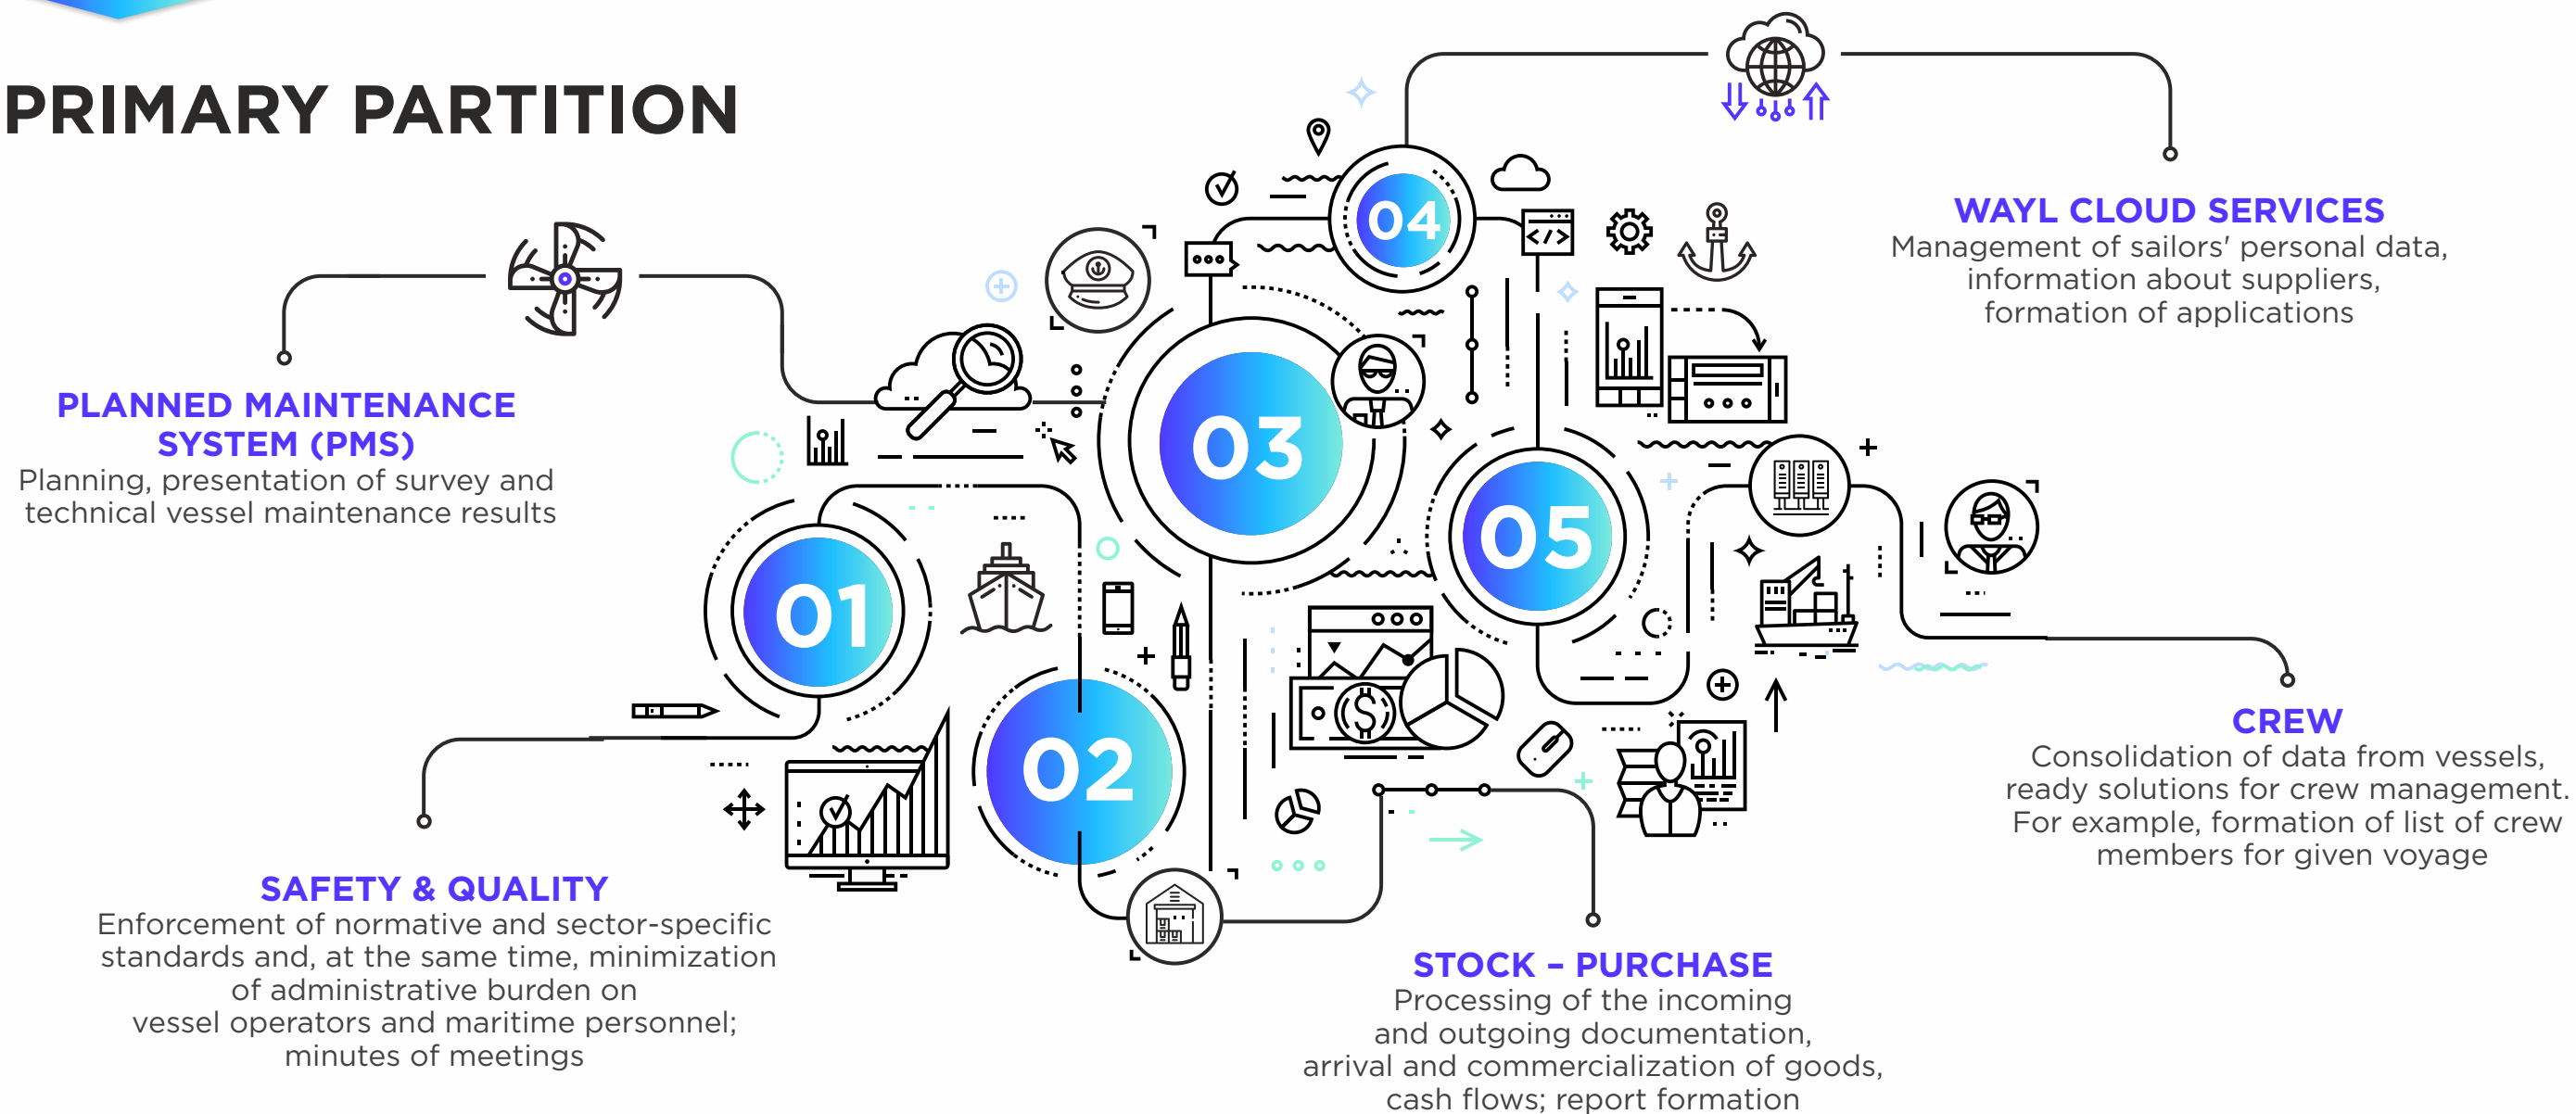 PRIMARY PARTITION
04
WAYL CLOUD SERVICES
Management of sailors' personal data,
information about suppliers,
formation of applications
</>
PLANNED MAINTENANCE
SYSTEM (PMS)
Planning, presentation of survey and
technical vessel maintenance results
03
05
01
02
$
CREW
Consolidation of data from vessels,
ready solutions for crew management.
For example, formation of list of crew
members for given voyage
SAFETY & QUALITY
Enforcement of normative and sector-specific
standards and, at the same time, minimization
of administrative burden on
vessel operators and maritime personnel;
minutes of meetings
STOCK – PURCHASE
Processing of the incoming
and outgoing documentation,
arrival and commercialization of goods,
cash flows; report formation